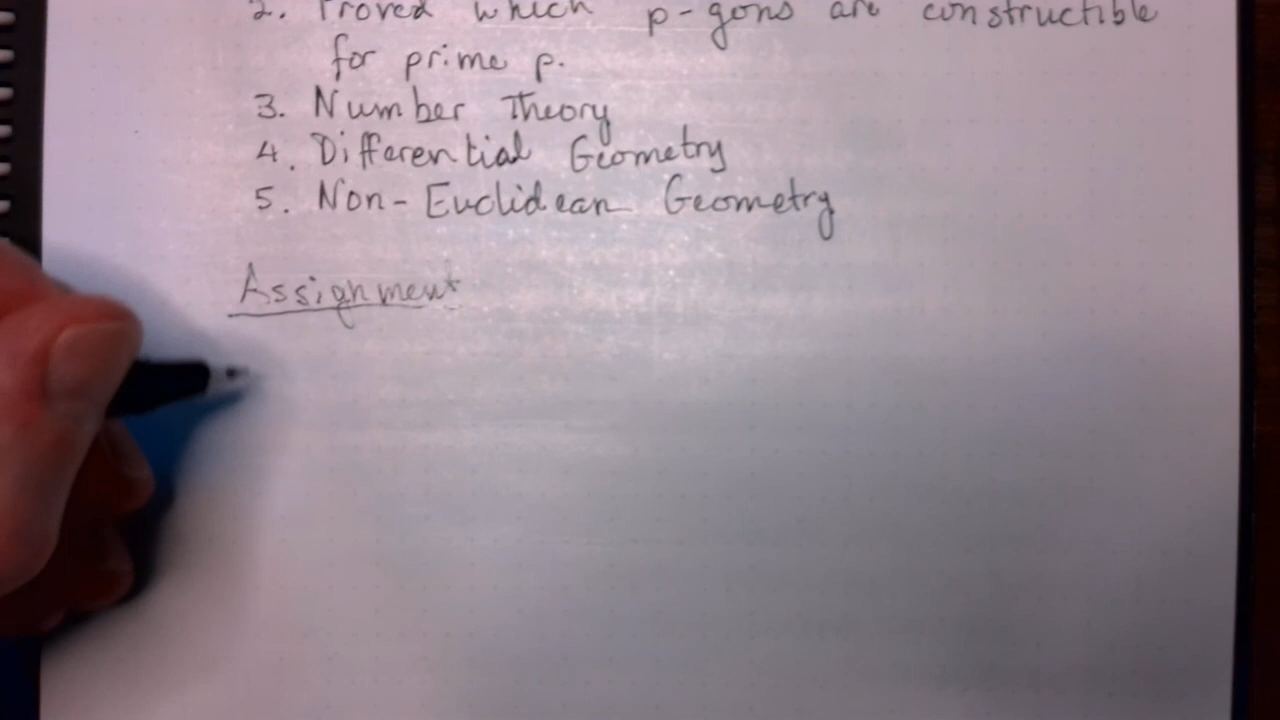 2. Proved which p-gons are constructible
for prime p.
3. Number Theory
4. Differential Geometry
5. Non-Euclidean Geometry
Assignment